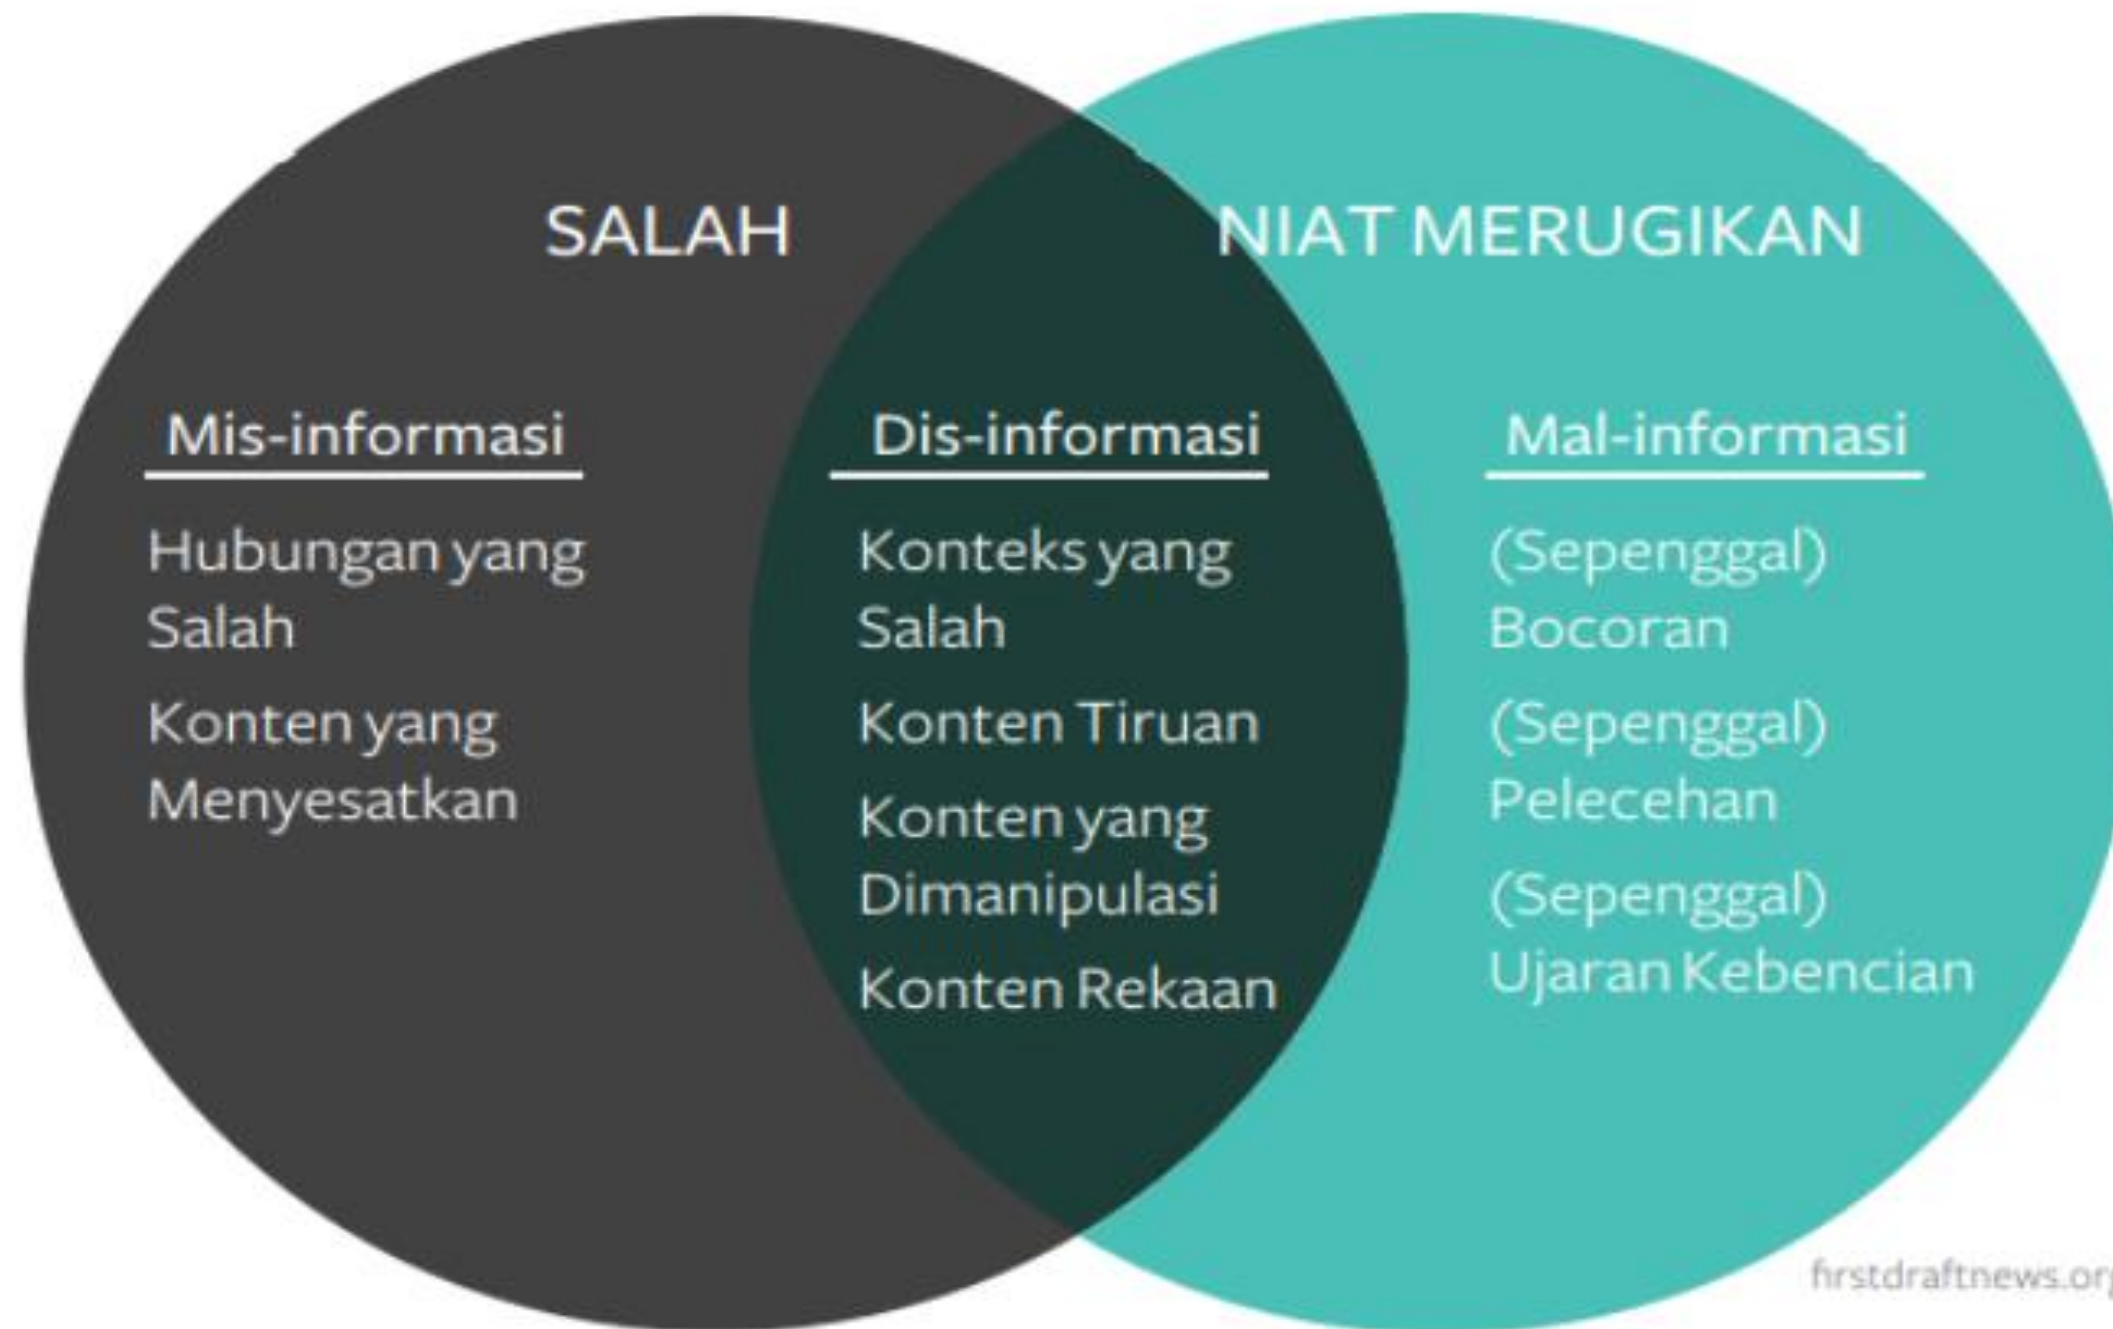 SALAH
NIAT MERUGIKAN
Mis-informasi
Hubungan yang
Salah
Konten yang
Menyesatkan
Dis-informasi
Konteks yang
Salah
Konten Tiruan
Konten yang
Dimanipulasi
Konten Rekaan
Mal-informasi
(Sepenggal)
Bocoran
(Sepenggal)
Pelecehan
(Sepenggal)
Ujaran Kebencian
firstdraftnews.org